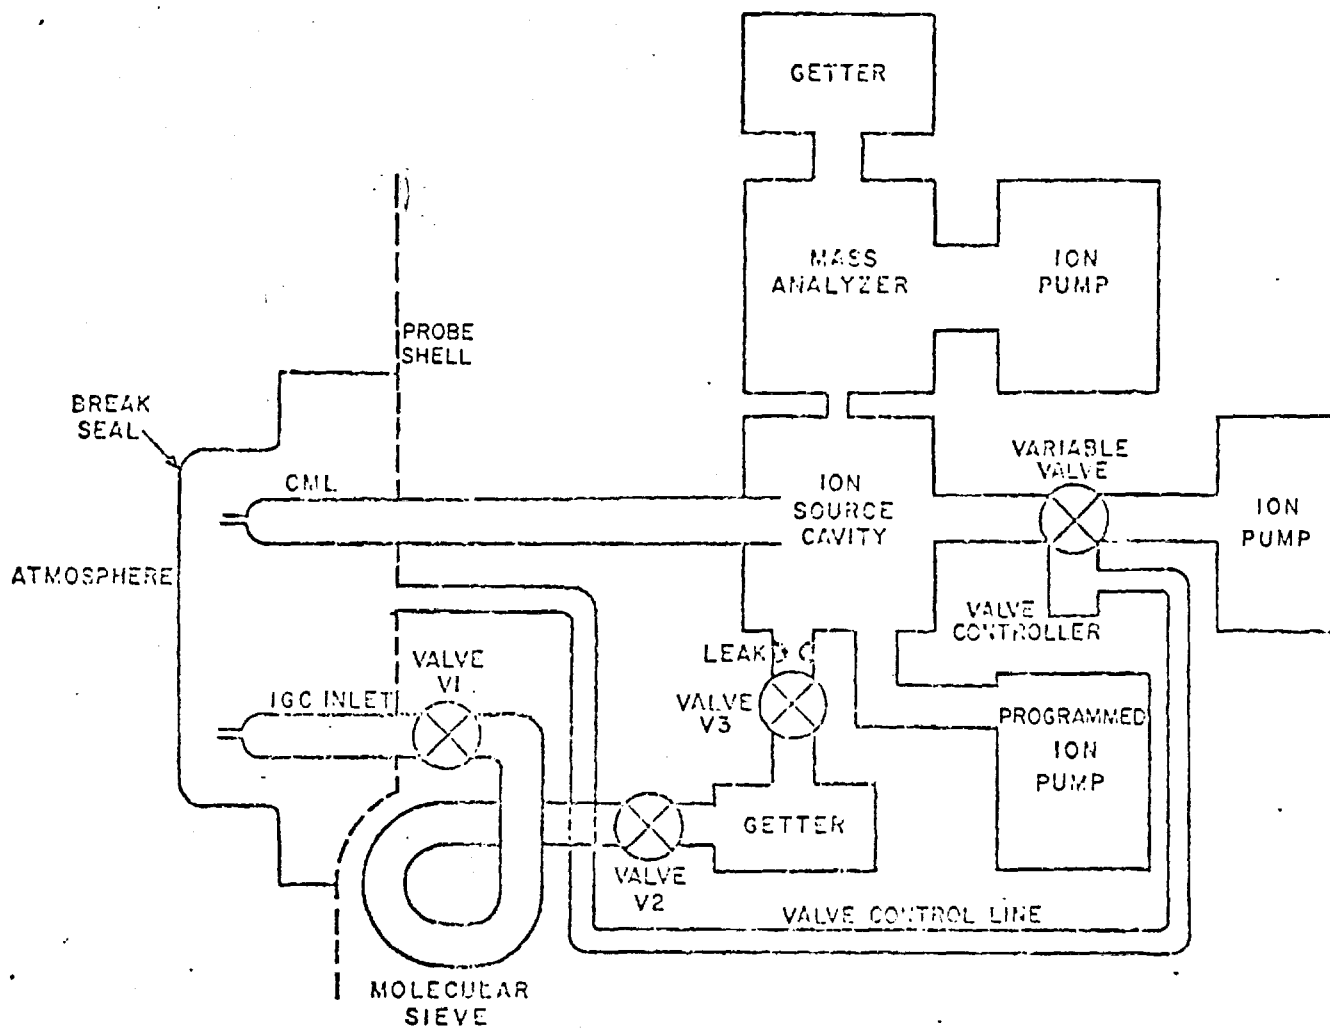 GETTER
MASS
ANALYZER
ION
PUMP
PROBE
SHELL
BREAK
SEAL
CML
ION
SOURCE
CAVITY
VARIABLE
VALVE
ION
PUMP
ATMOSPHERE
VALVE
CONTROLLER
LEAK
VALVE
V1
IGC INLET
VALVE
V3
PROGRAMMED
ION
PUMP
GETTER
VALVE
V2
VALVE CONTROL LINE
MOLECULAR
SIEVE